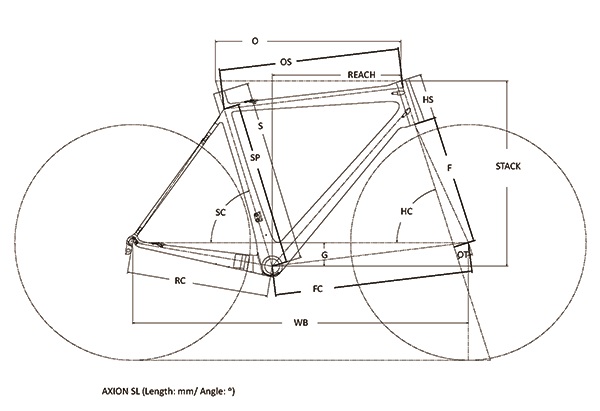 O
OS
REACH
HS
S
SP
F
STACK
SC
HC
G
OT
RC
FC
WB
AXION SL (Length: mm/ Angle: º)